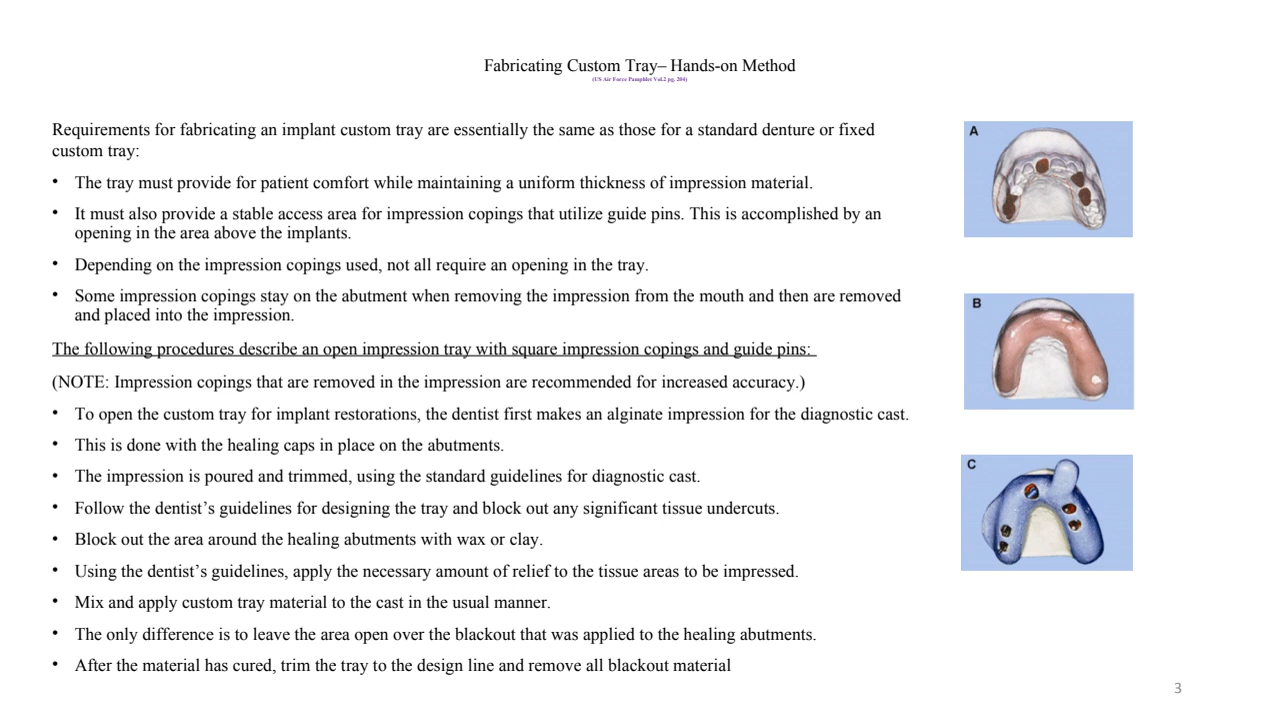 Fabricating Custom Tray– Hands-on Method
(US Air Force Pamphlet Vol.2 pg. 204)
Requirements for fabricating an implant custom tray are essentially the same as those for a standard denture or fixed
custom tray:
• The tray must provide for patient comfort while maintaining a uniform thickness of impression material.
• It must also provide a stable access area for impression copings that utilize guide pins. This is accomplished by an
opening in the area above the implants.
• Depending on the impression copings used, not all require an opening in the tray.
• Some impression copings stay on the abutment when removing the impression from the mouth and then are removed
and placed into the impression.
The following procedures describe an open impression tray with square impression copings and guide pins:
(NOTE: Impression copings that are removed in the impression are recommended for increased accuracy.)
• To open the custom tray for implant restorations, the dentist first makes an alginate impression for the diagnostic cast.
• This is done with the healing caps in place on the abutments.
• The impression is poured and trimmed, using the standard guidelines for diagnostic cast.
• Follow the dentist’s guidelines for designing the tray and block out any significant tissue undercuts.
• Block out the area around the healing abutments with wax or clay.
• Using the dentist’s guidelines, apply the necessary amount of relief to the tissue areas to be impressed.
• Mix and apply custom tray material to the cast in the usual manner.
• The only difference is to leave the area open over the blackout that was applied to the healing abutments.
• After the material has cured, trim the tray to the design line and remove all blackout material
A
B
C
3